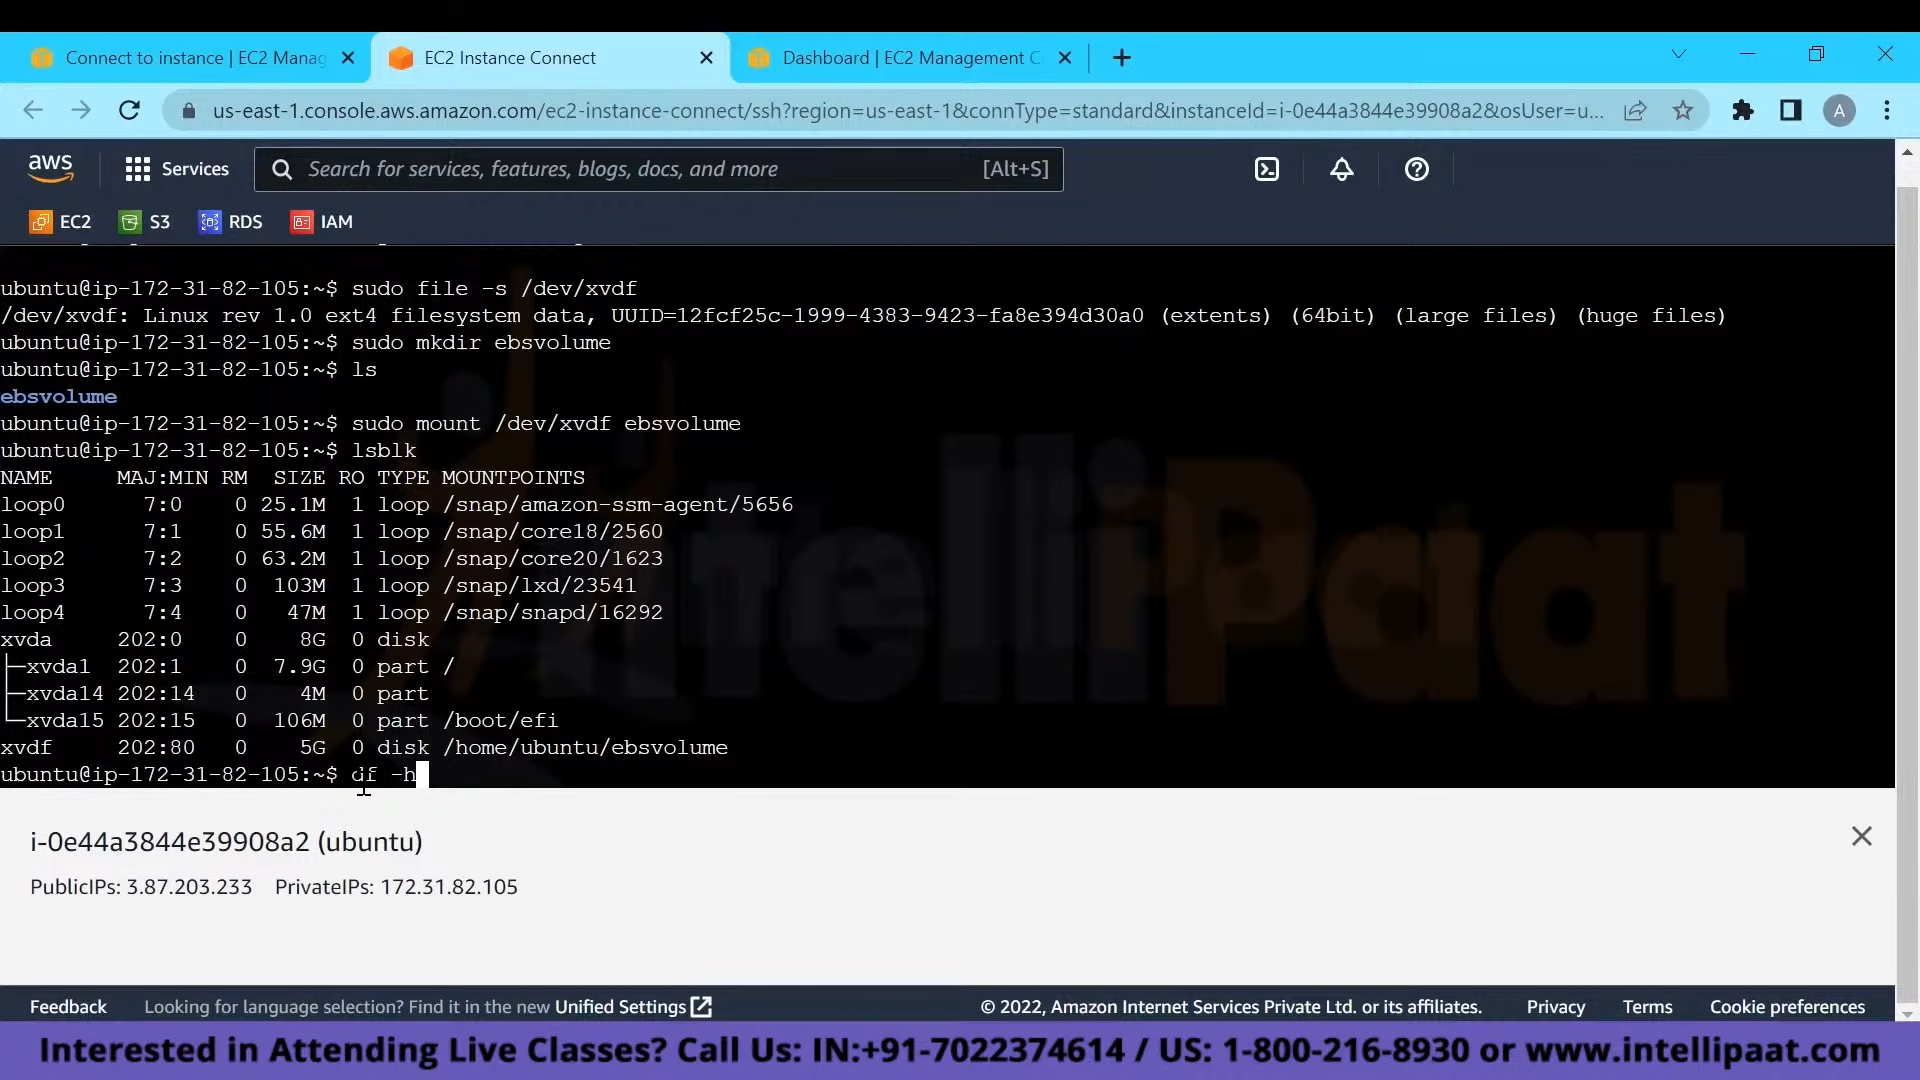 Connect to instance | EC2 Manag
EC2 Instance Connect
Dashboard | EC2 Management C
us-east-1.console.aws.amazon.com/ec2-instance-connect/ssh?region=us-east-1&connType=standard&instanceId=i-0e44a3844e39908a2&osUser=u...
A
aws
Services
Search for services, features, blogs, docs, and more
[Alt+S]
EC2
S3
RDS
IAM
ubuntu@ip-172-31-82-105:~$ sudo file -s /dev/xvdf
/dev/xvdf: Linux rev 1.0 ext4 filesystem data, UUID=12fcf25c-1999-4383-9423-fa8e394d30a0 (extents) (64bit) (large files) (huge files)
ubuntu@ip-172-31-82-105:~$ sudo mkdir ebsvolume
ubuntu@ip-172-31-82-105:~$ ls
ebsvolume
ubuntu@ip-172-31-82-105:~$ sudo mount /dev/xvdf ebsvolume
ubuntu@ip-172-31-82-105:~$ lsblk
NAME     MAJ:MIN RM   SIZE RO TYPE MOUNTPOINTS
loop0      7:0    0 25.1M  1 loop /snap/amazon-ssm-agent/5656
loop1      7:1    0 55.6M  1 loop /snap/core18/2560
loop2      7:2    0 63.2M  1 loop /snap/core20/1623
loop3      7:3    0  103M  1 loop /snap/lxd/23541
loop4      7:4    0   47M  1 loop /snap/snapd/16292
xvda     202:0    0    8G  0 disk
├─xvda1  202:1    0  7.9G  0 part /
├─xvda14 202:14   0    4M  0 part
└─xvda15 202:15   0  106M  0 part /boot/efi
xvdf     202:80   0    5G  0 disk /home/ubuntu/ebsvolume
ubuntu@ip-172-31-82-105:~$ df -h
intelliPaat
i-0e44a3844e39908a2 (ubuntu)
PublicIPs: 3.87.203.233   PrivateIPs: 172.31.82.105
Feedback
Looking for language selection? Find it in the new Unified Settings
© 2022, Amazon Internet Services Private Ltd. or its affiliates.
Privacy
Terms
Cookie preferences
Interested in Attending Live Classes? Call Us: IN:+91-7022374614 / US: 1-800-216-8930 or www.intellipaat.com